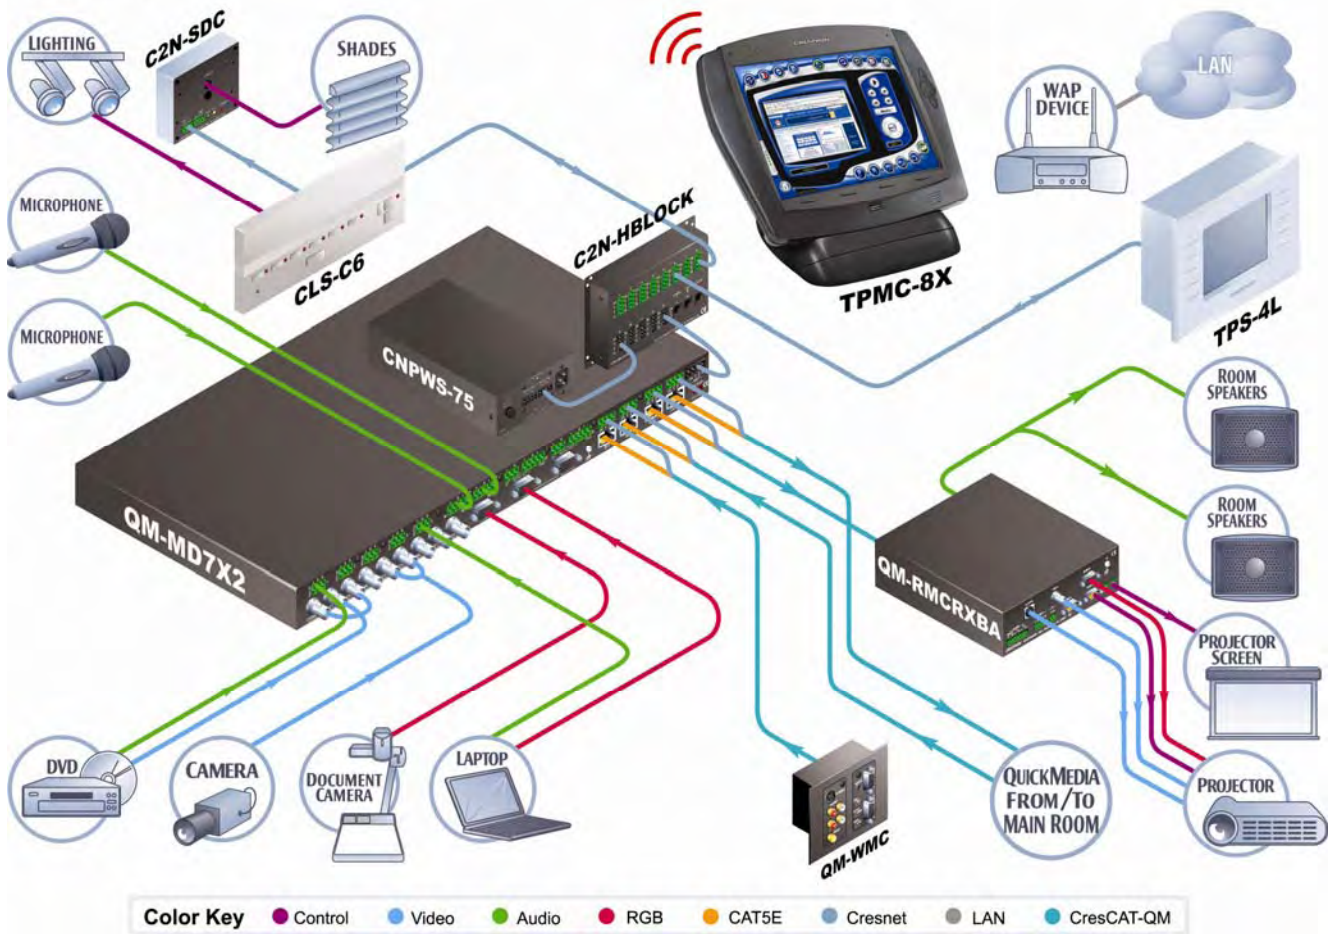 LIGHTING
C2N-SDC
SHADES
CRESTRON
WAP
DEVICE
LAN
MICROPHONE
CLS-C6
C2N-HBLOCK
TPMC-8X
TPS-4L
MICROPHONE
CNPWS-75
QM-MD7X2
ROOM
SPEAKERS
ROOM
SPEAKERS
QM-RMCRXBA
PROJECTOR
SCREEN
DVD
CAMERA
DOCUMENT
CAMERA
LAPTOP
QM-WMC
QUICKMEDIA
FROM/TO
MAIN ROOM
PROJECTOR
Color Key Control Video Audio RGB CAT5E Cresnet LAN CresCAT-QM